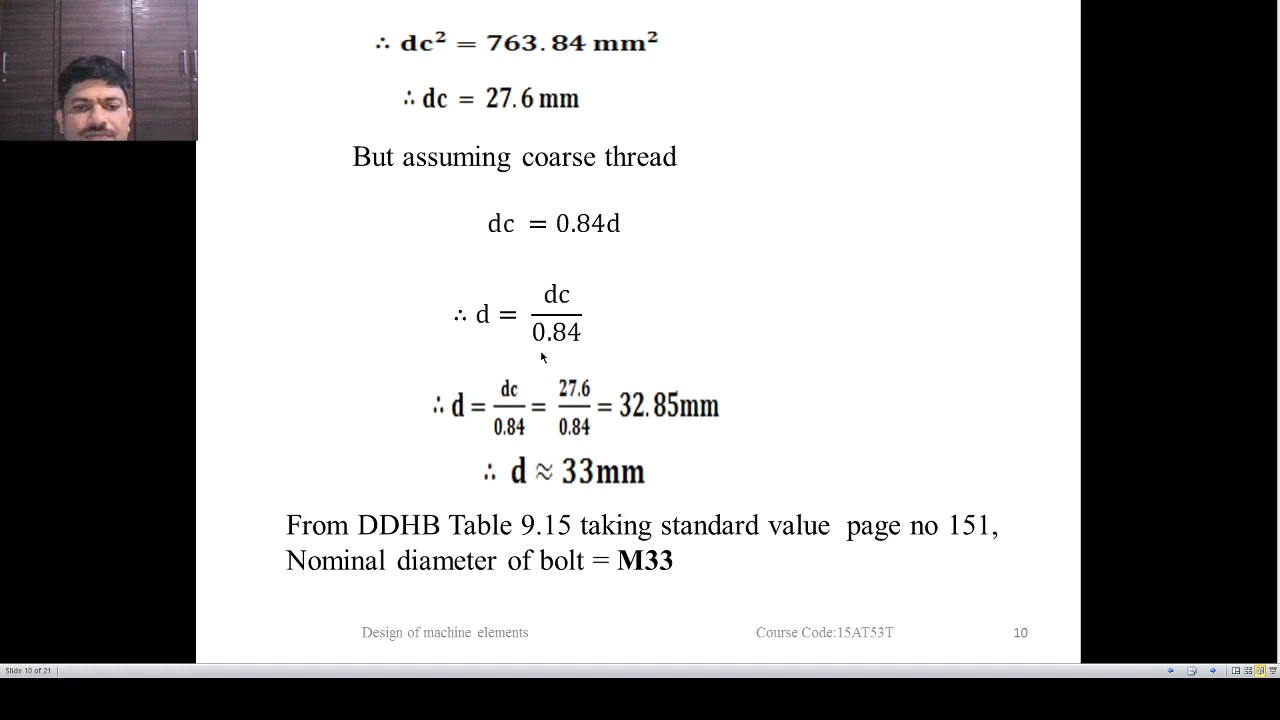 ∴ dc² = 763.84 mm²
∴ dc = 27.6 mm
But assuming coarse thread
dc = 0.84d
∴ d = dc/0.84
∴ d = dc/0.84 = 27.6/0.84 = 32.85mm
∴ d ≈ 33mm
From DDHB Table 9.15 taking standard value page no 151,
Nominal diameter of bolt = M33
Design of machine elements Course Code:15AT53T 10
Slide 10 of 21